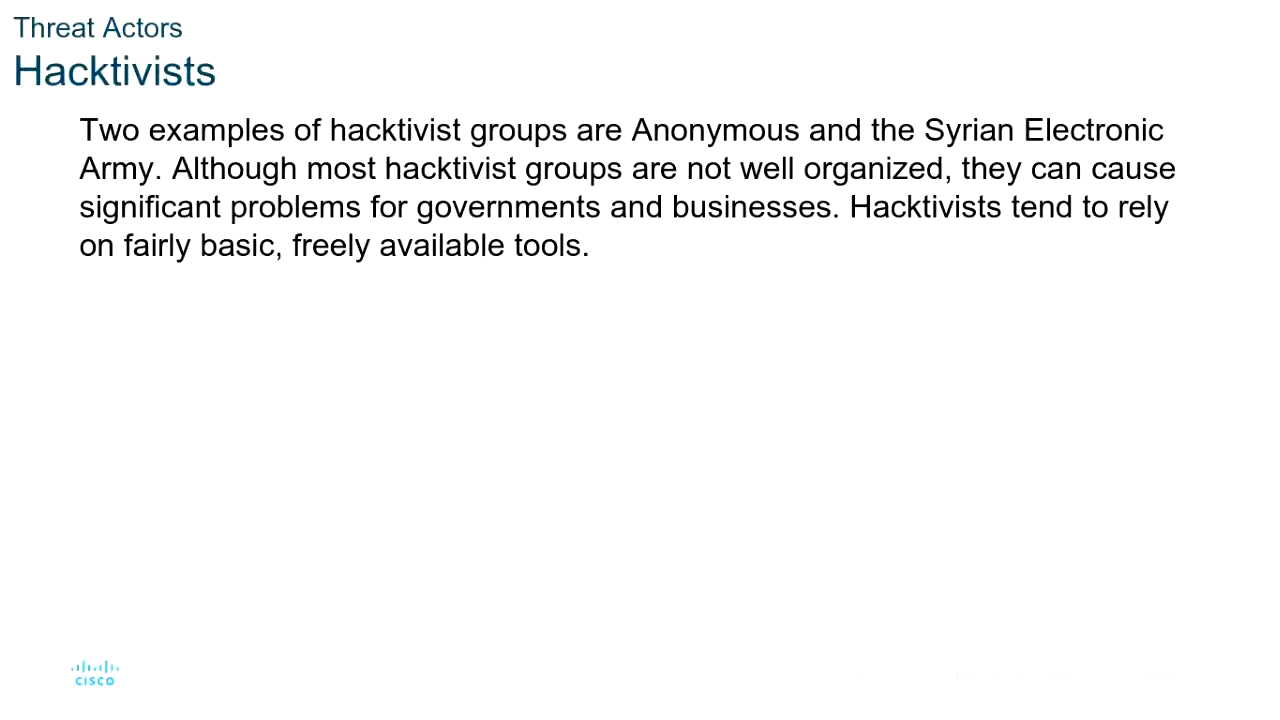 Threat Actors
Hacktivists
Two examples of hacktivist groups are Anonymous and the Syrian Electronic
Army. Although most hacktivist groups are not well organized, they can cause
significant problems for governments and businesses. Hacktivists tend to rely
on fairly basic, freely available tools.
CISCO